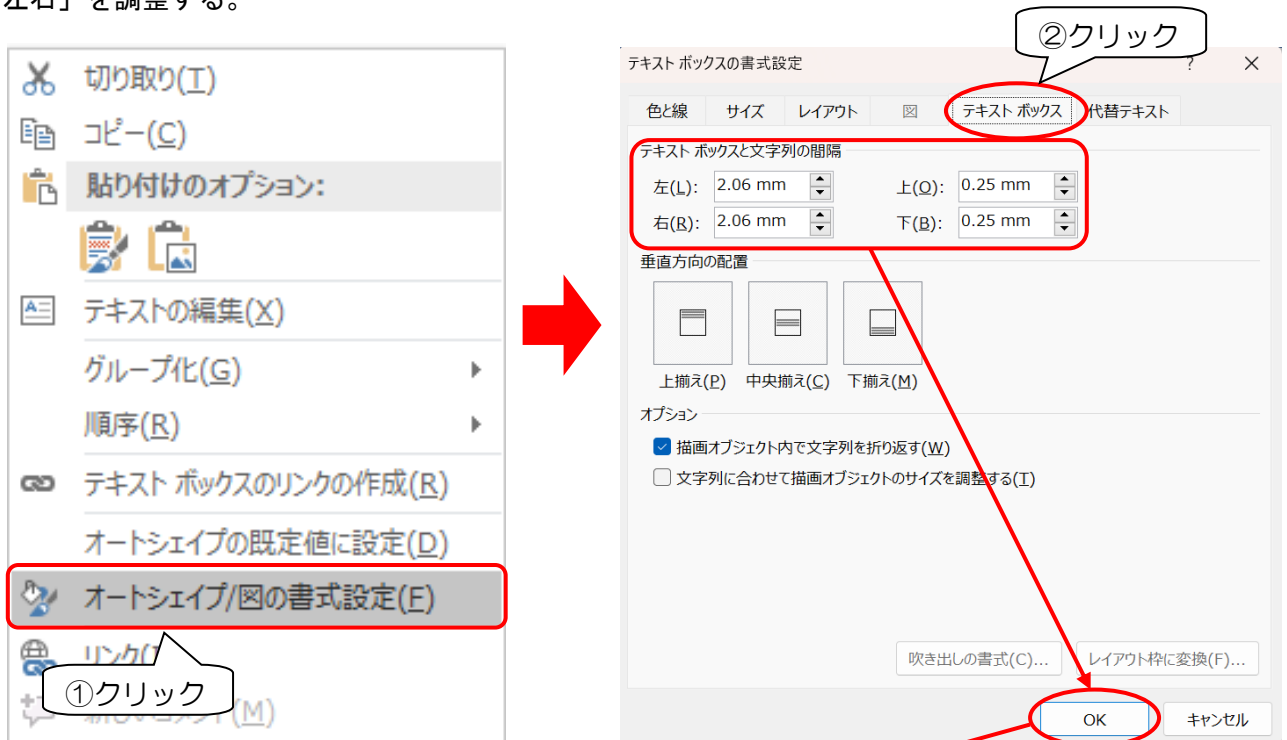 左右」を調整する。
切り取り(T)
コピー(C)
貼り付けのオプション:
テキストの編集(X)
グループ化(G)
順序(R)
テキスト ボックスのリンクの作成(R)
オートシェイプの既定値に設定(D)
オートシェイプ/図の書式設定(F)
リンク(
①クリック
(M)
②クリック
テキスト ボックスの書式設定
?
色と線 サイズ レイアウト 図 テキスト ボックス 代替テキスト
テキスト ボックスと文字列の間隔
左(L): 2.06 mm 上(O): 0.25 mm
右(R): 2.06 mm 下(B): 0.25 mm
垂直方向の配置
上揃え(P) 中央揃え(C) 下揃え(M)
オプション
描画オブジェクト内で文字列を折り返す(W)
文字列に合わせて描画オブジェクトのサイズを調整する(T)
吹き出しの書式(C)... レイアウト枠に変換(F)...
OK キャンセル